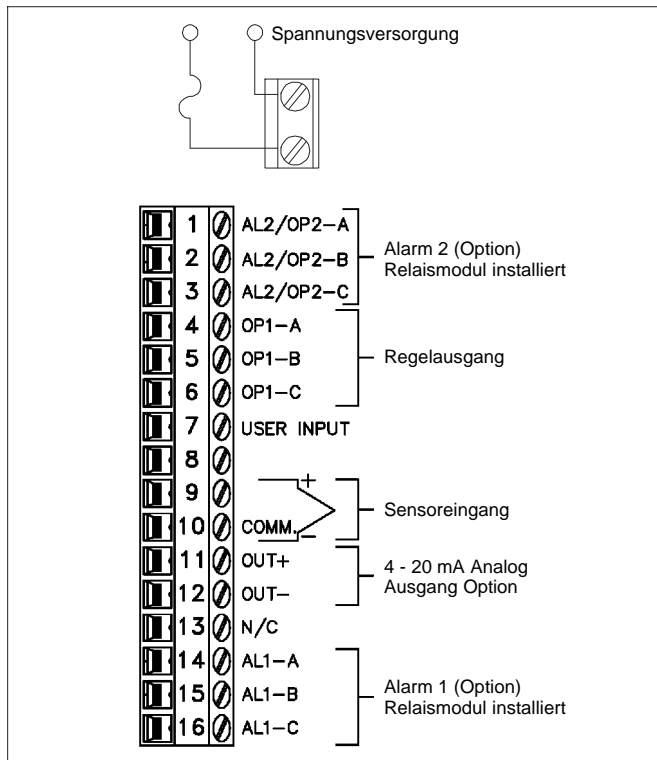 Spannungsversorgung
1 AL2/OP2-A
2 AL2/OP2-B
3 AL2/OP2-C
Alarm 2 (Option)
Relaismodul installiert
4 OP1-A
5 OP1-B
6 OP1-C
Regelausgang
7 USER INPUT
8
9 +
10 COMM. -
Sensoreingang
11 OUT+
12 OUT-
4 - 20 mA Analog
Ausgang Option
13 N/C
14 AL1-A
15 AL1-B
16 AL1-C
Alarm 1 (Option)
Relaismodul installiert